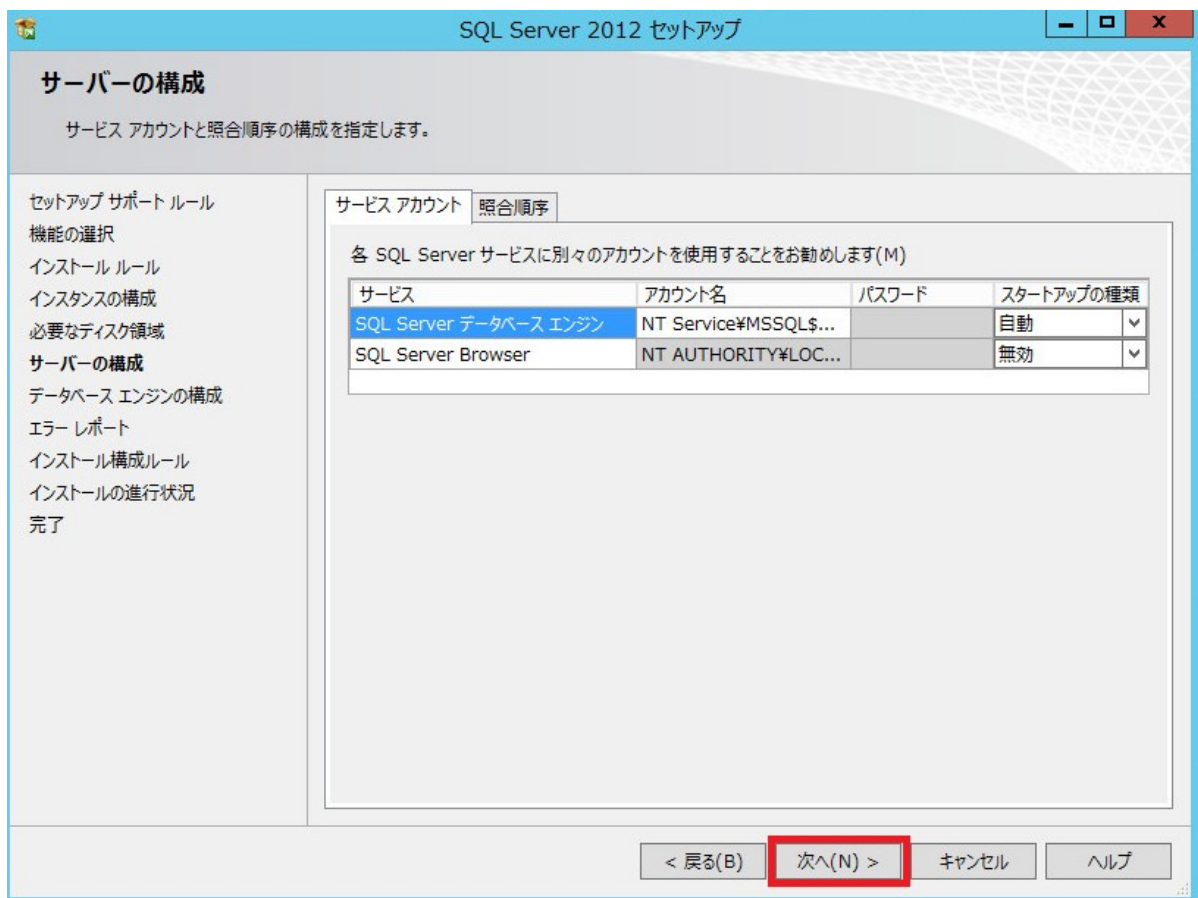 SQL Server 2012 セットアップ
サーバーの構成
サービス アカウントと照合順序の構成を指定します。
セットアップ サポート ルール
機能の選択
インストール ルール
インスタンスの構成
必要なディスク領域
サーバーの構成
データベース エンジンの構成
エラー レポート
インストール構成ルール
インストールの進行状況
完了
サービス アカウント 照合順序
各 SQL Server サービスに別々のアカウントを使用することをお勧めします(M)
サービス アカウント名 パスワード スタートアップの種類
SQL Server データベース エンジン NT Service¥MSSQL$... 自動
SQL Server Browser NT AUTHORITY¥LOC... 無効
< 戻る(B) 次へ(N) > キャンセル ヘルプ